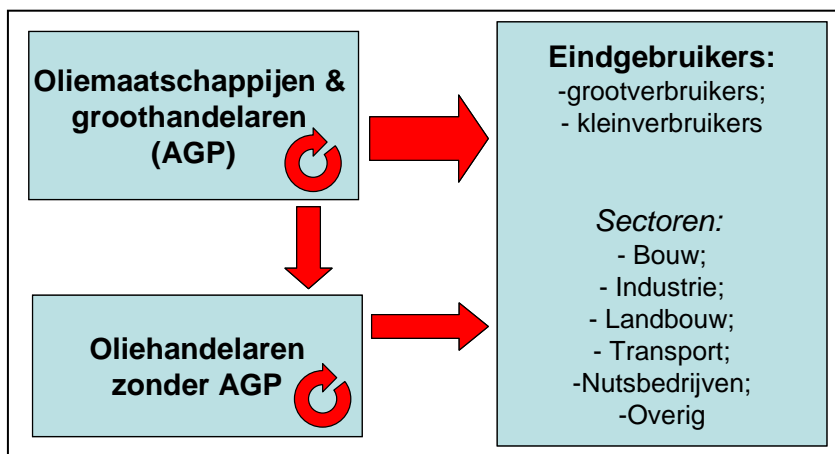 Oliemaatschappijen &
groothandelaren
(AGP)
Oliehandelaren
zonder AGP
Eindgebruikers:
-grootverbruikers;
- kleinverbruikers
Sectoren:
- Bouw;
- Industrie;
- Landbouw;
- Transport;
-Nutsbedrijven;
-Overig